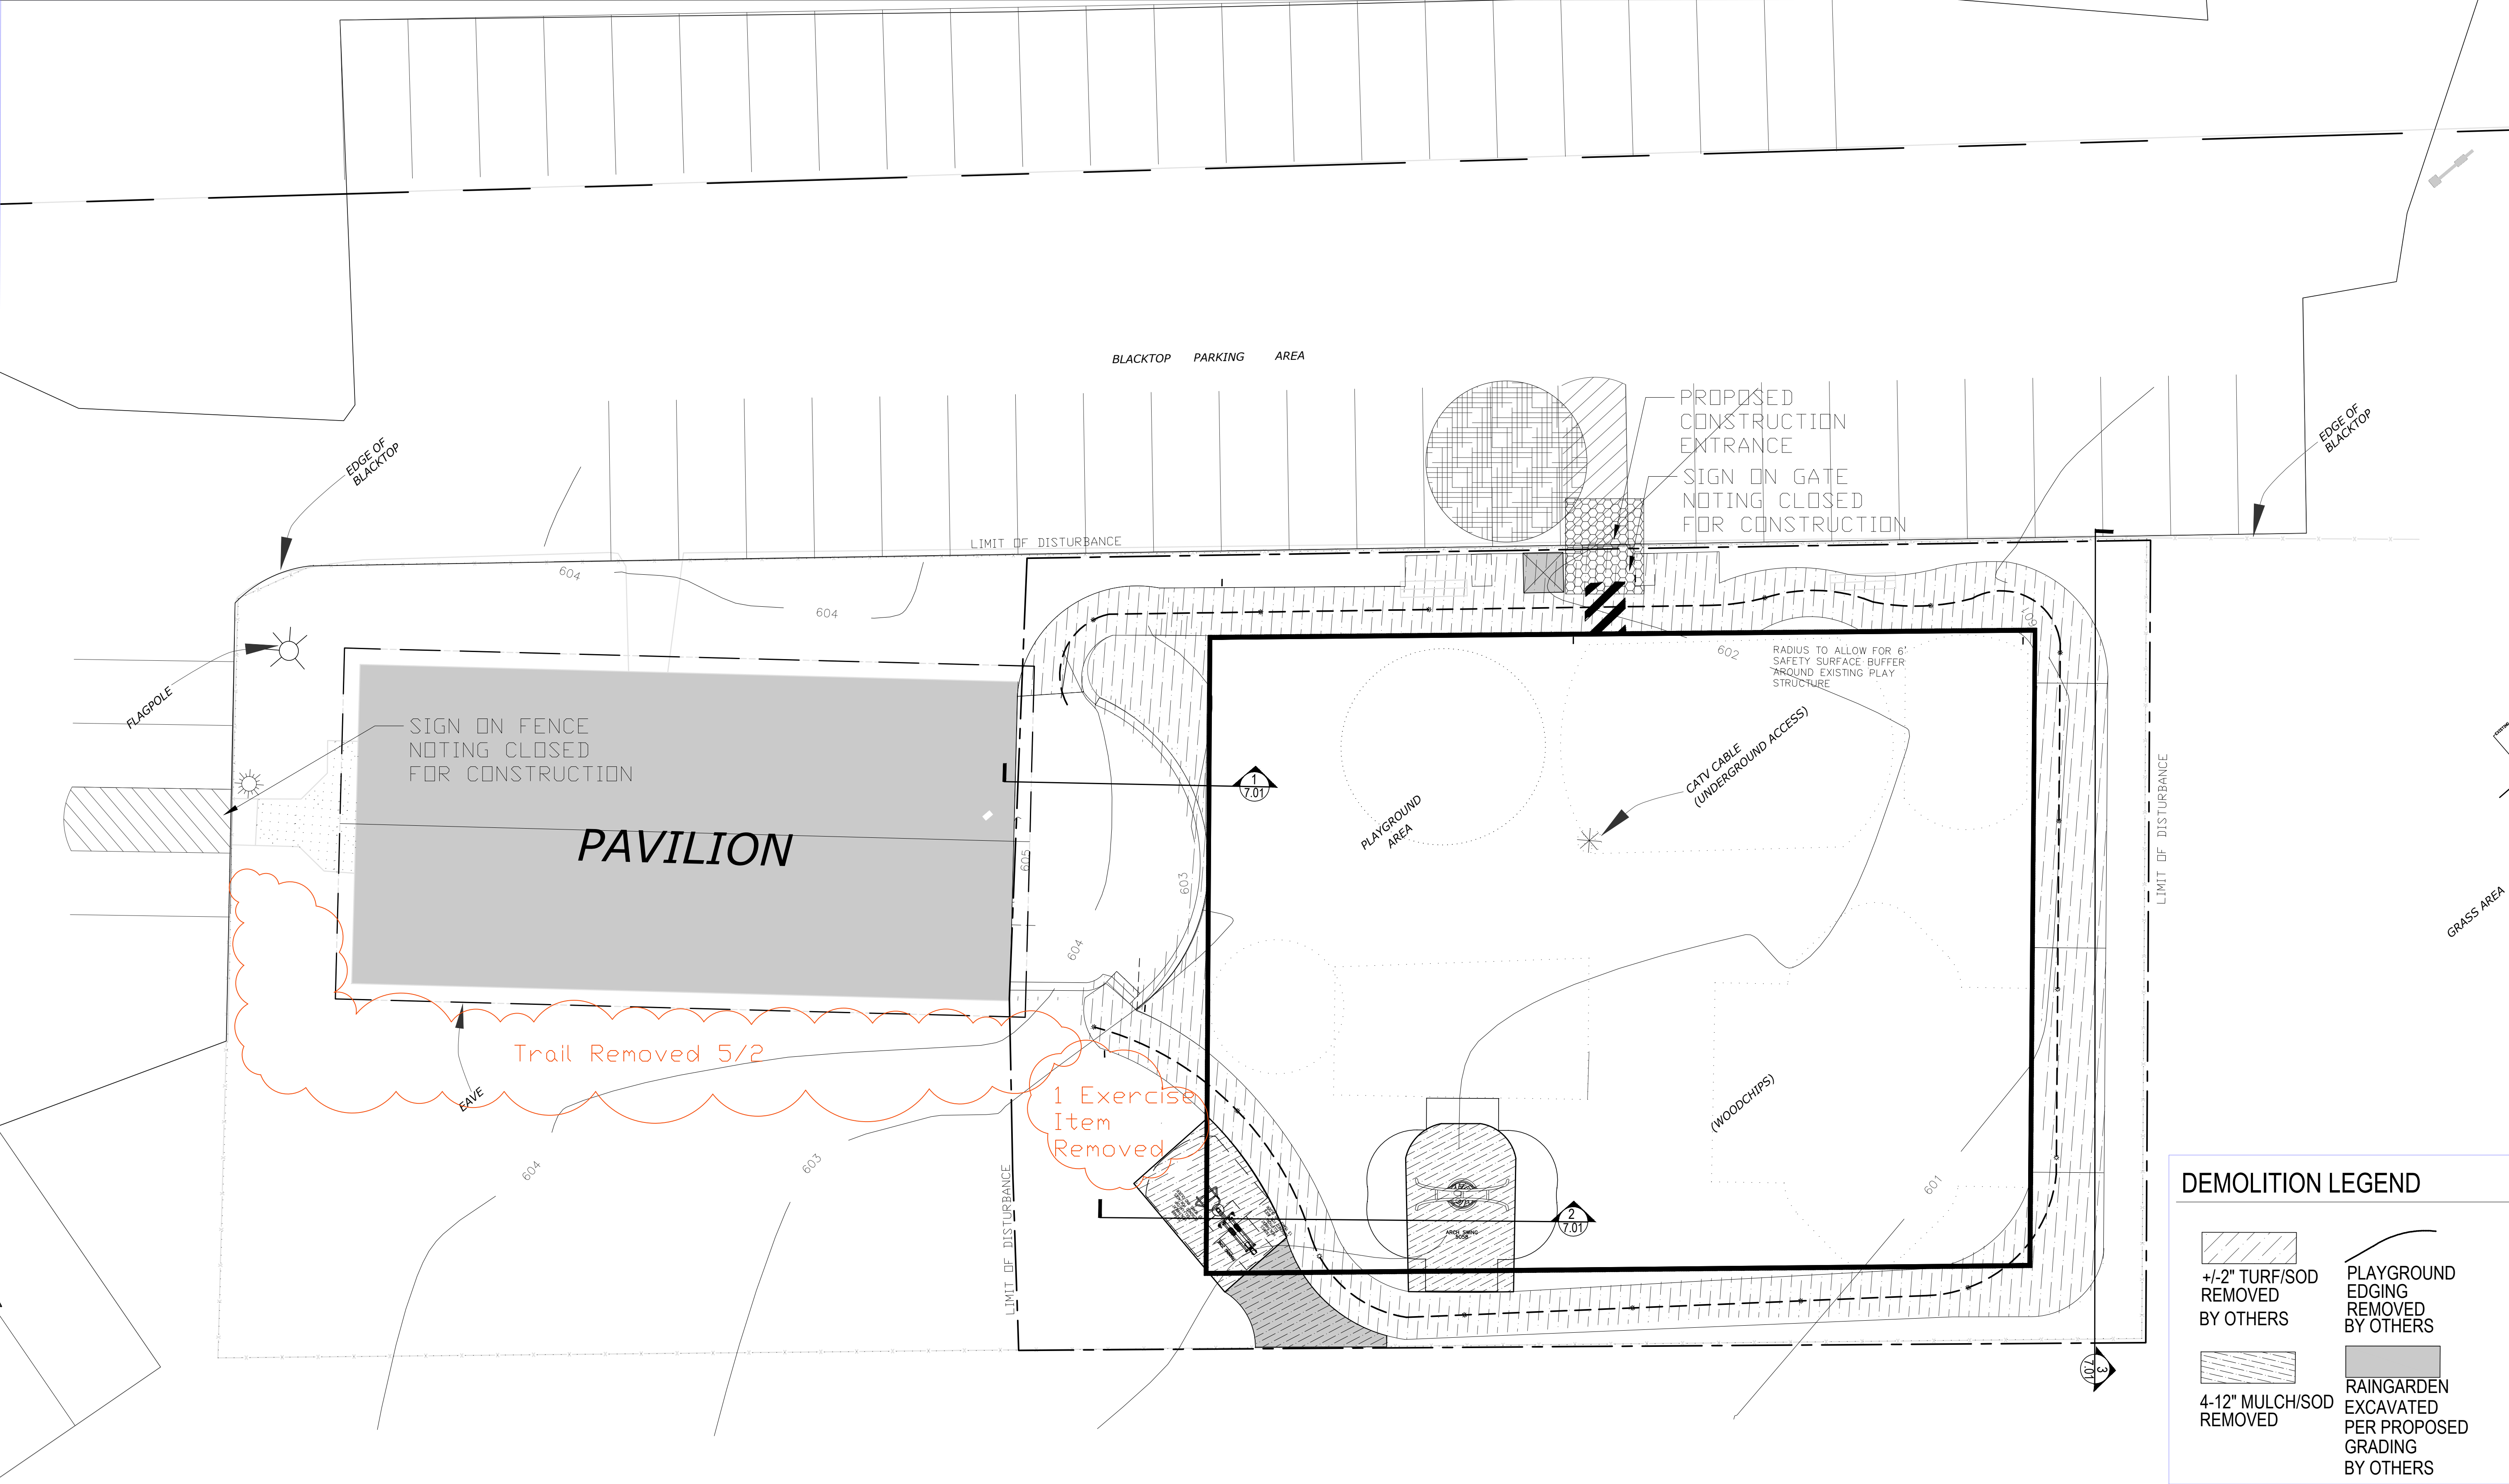 BLACKTOP PARKING AREA
EDGE OF
BLACKTOP
PROPOSED
CONSTRUCTION
ENTRANCE
SIGN ON GATE
NOTING CLOSED
FOR CONSTRUCTION
EDGE OF
BLACKTOP
LIMIT OF DISTURBANCE
604
604
601
602
RADIUS TO ALLOW FOR 6'
SAFETY SURFACE BUFFER
AROUND EXISTING PLAY
STRUCTURE
FLAGPOLE
SIGN ON FENCE
NOTING CLOSED
FOR CONSTRUCTION
PAVILION
605
1
7.01
603
604
PLAYGROUND
AREA
CATV CABLE
(UNDERGROUND ACCESS)
LIMIT OF DISTURBANCE
GRASS AREA
Trail Removed 5/2
EAVE
1 Exercise
Item
Removed
604
603
LIMIT OF DISTURBANCE
(WOODCHIPS)
601
2
7.01
ARCH SWING
5058
3
7.01
DEMOLITION LEGEND
+/-2" TURF/SOD
REMOVED
BY OTHERS
PLAYGROUND
EDGING
REMOVED
BY OTHERS
4-12" MULCH/SOD
REMOVED
RAINGARDEN
EXCAVATED
PER PROPOSED
GRADING
BY OTHERS